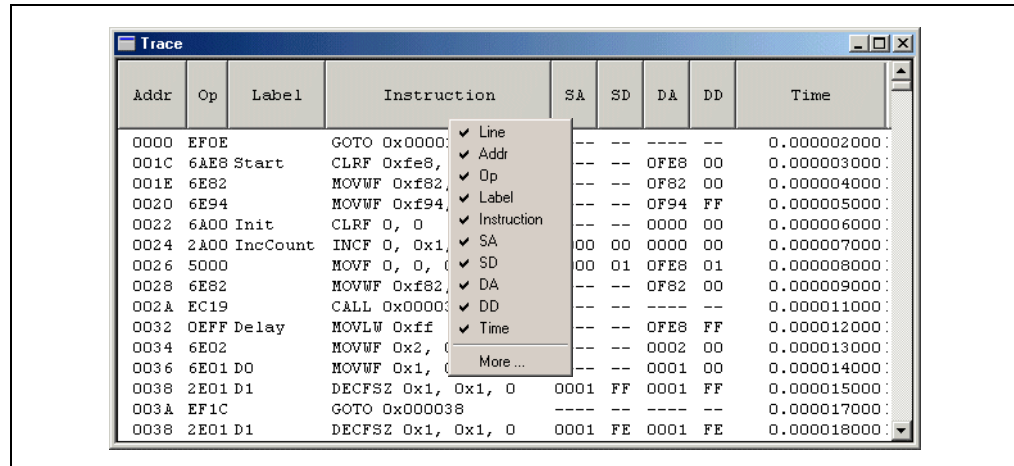 Trace
Addr Op Label Instruction SA SD DA DD Time
0000 EF0E GOTO 0x0000 -- -- ---- -- 0.000002000
001C 6AE8 Start CLRF 0xfe8, -- -- 0FE8 00 0.000003000
001E 6E82 MOVWF 0xf82, -- -- 0F82 00 0.000004000
0020 6E94 MOVWF 0xf94, -- -- 0F94 FF 0.000005000
0022 6A00 Init CLRF 0, 0 -- -- 0000 00 0.000006000
0024 2A00 IncCount INCF 0, 0x1, 00 00 0000 00 0.000007000
0026 5000 MOVF 0, 0, 00 01 0FE8 01 0.000008000
0028 6E82 MOVWF 0xf82, -- -- 0F82 00 0.000009000
002A EC19 CALL 0x0000 -- -- ---- -- 0.000011000
0032 0EFF Delay MOVLW 0xff -- -- 0FE8 FF 0.000012000
0034 6E02 MOVWF 0x2, -- -- 0002 00 0.000013000
0036 6E01 D0 MOVWF 0x1, -- -- 0001 00 0.000014000
0038 2E01 D1 DECFSZ 0x1, 0x1, 0 0001 FF 0001 FF 0.000015000
003A EF1C GOTO 0x000038 ---- -- ---- -- 0.000017000
0038 2E01 D1 DECFSZ 0x1, 0x1, 0 0001 FE 0001 FE 0.000018000
Line
Addr
Op
Label
Instruction
SA
SD
DA
DD
Time
More ...